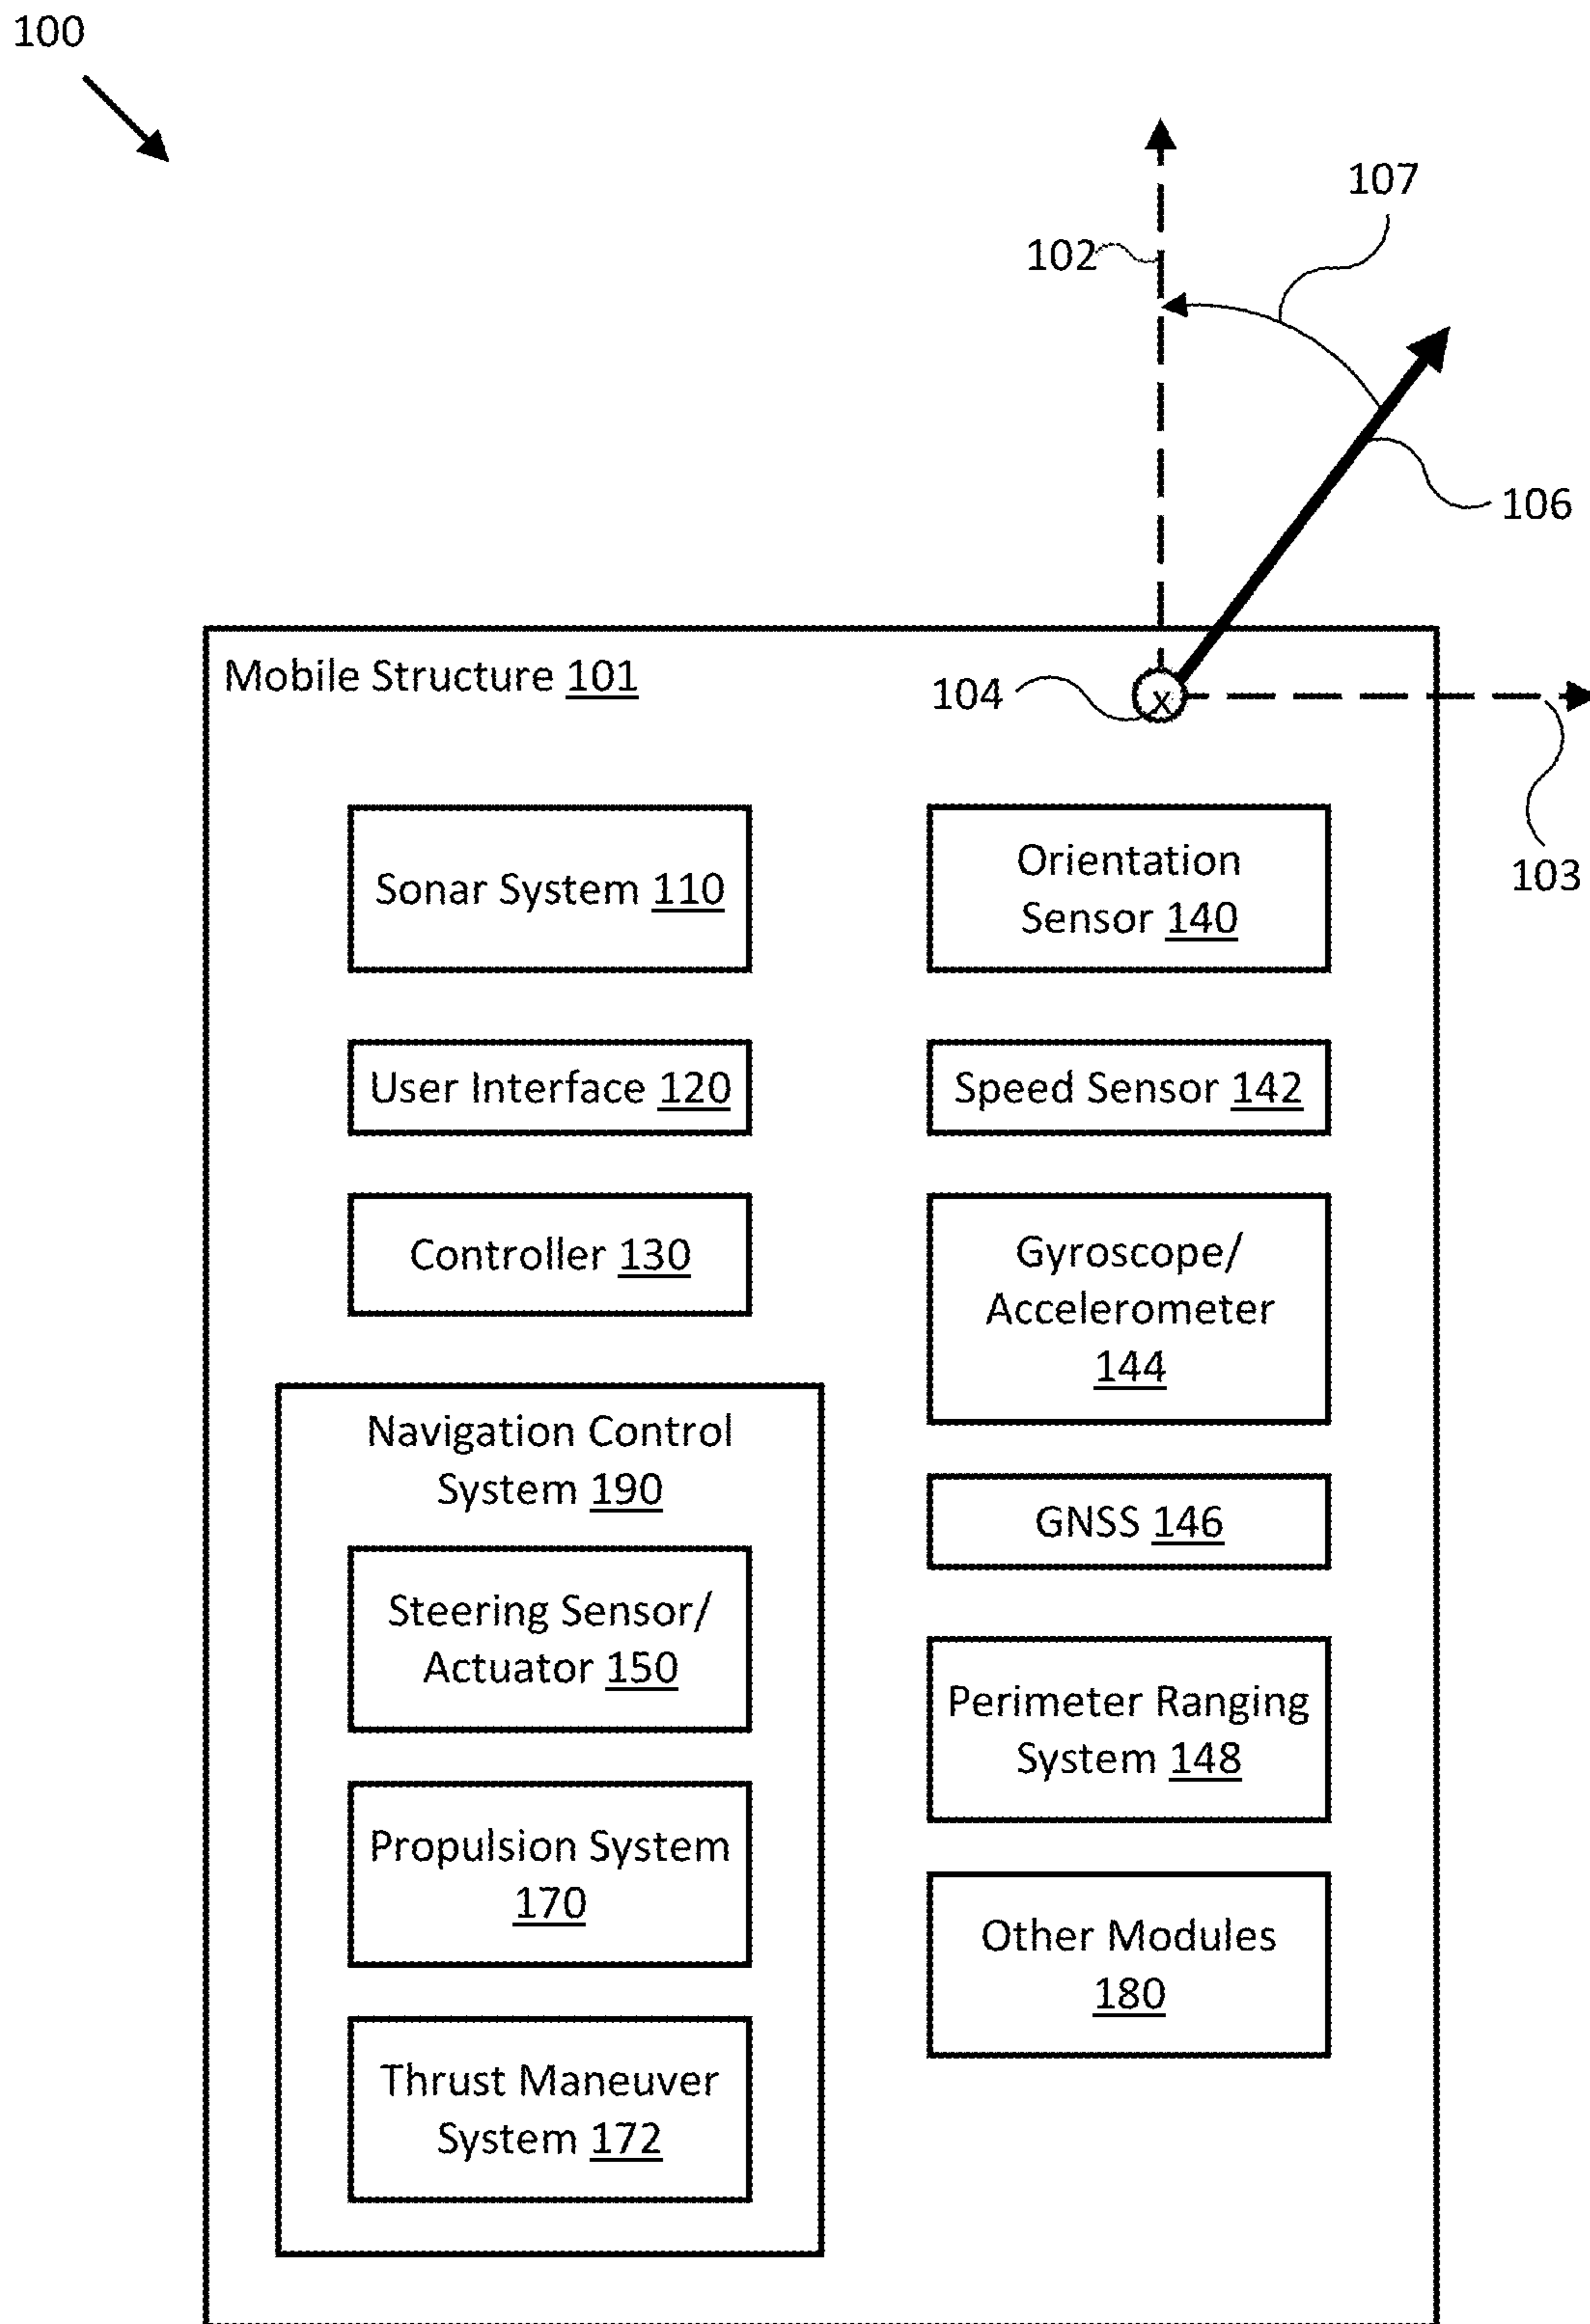 100
107
102
106
Mobile Structure 101
104
x
103
Sonar System 110
Orientation
Sensor 140
User Interface 120
Speed Sensor 142
Controller 130
Gyroscope/
Accelerometer
144
Navigation Control
System 190
GNSS 146
Steering Sensor/
Actuator 150
Perimeter Ranging
System 148
Propulsion System
170
Other Modules
180
Thrust Maneuver
System 172